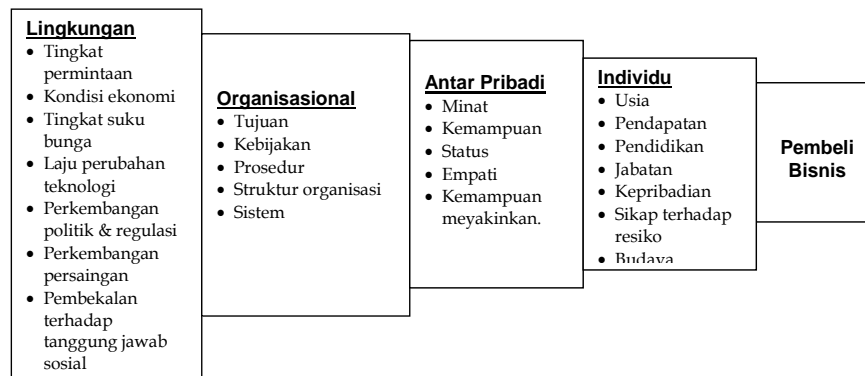 Lingkungan
• Tingkat
permintaan
• Kondisi ekonomi
• Tingkat suku
bunga
• Laju perubahan
teknologi
• Perkembangan
politik & regulasi
• Perkembangan
persaingan
• Pembekalan
terhadap
tanggung jawab
sosial
Organisasional
• Tujuan
• Kebijakan
• Prosedur
• Struktur organisasi
• Sistem
Antar Pribadi
• Minat
• Kemampuan
• Status
• Empati
• Kemampuan
meyakinkan.
Individu
• Usia
• Pendapatan
• Pendidikan
• Jabatan
• Kepribadian
• Sikap terhadap
resiko
• Budaya
Pembeli
Bisnis